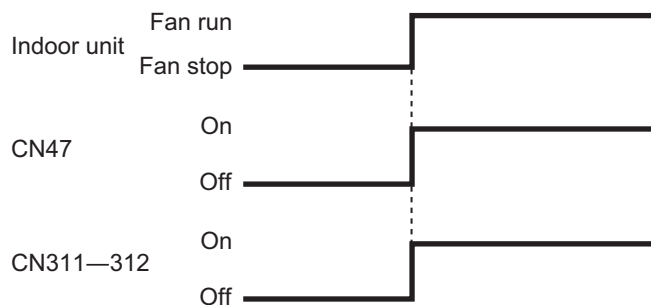 Fan run
Indoor unit
Fan stop
On
CN47
Off
On
CN311—312
Off